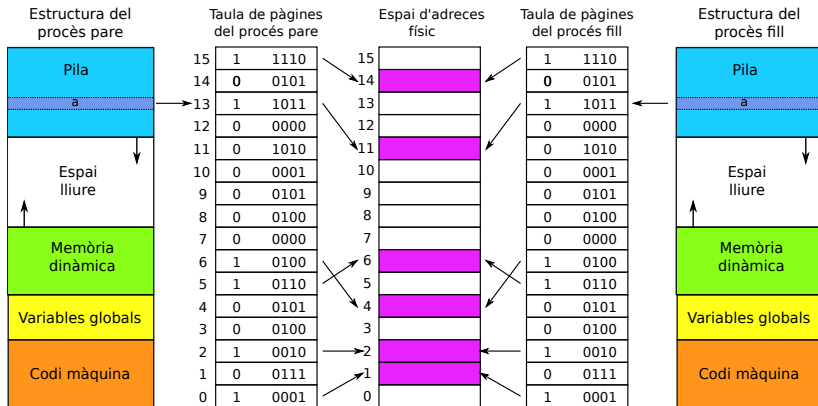 Estructura del
procès pare
Taula de pàgines
del procés pare
Espai d'adreces
físic
Taula de pàgines
del procés fill
Estructura del
procès fill
Pila
a
Espai
lliure
Memòria
dinàmica
Variables globals
Codi màquina
15 1 1110
14 0 0101
13 1 1011
12 0 0000
11 0 1010
10 0 0001
9 0 0101
8 0 0100
7 0 0000
6 1 0100
5 1 0110
4 0 0101
3 0 0100
2 1 0010
1 0 0111
0 1 0001
15
14
13
12
11
10
9
8
7
6
5
4
3
2
1
0
1 1110
0 0101
1 1011
0 0000
0 1010
0 0001
0 0101
0 0100
0 0000
1 0100
1 0110
0 0101
0 0100
1 0010
0 0111
1 0001
Pila
a
Espai
lliure
Memòria
dinàmica
Variables globals
Codi màquina